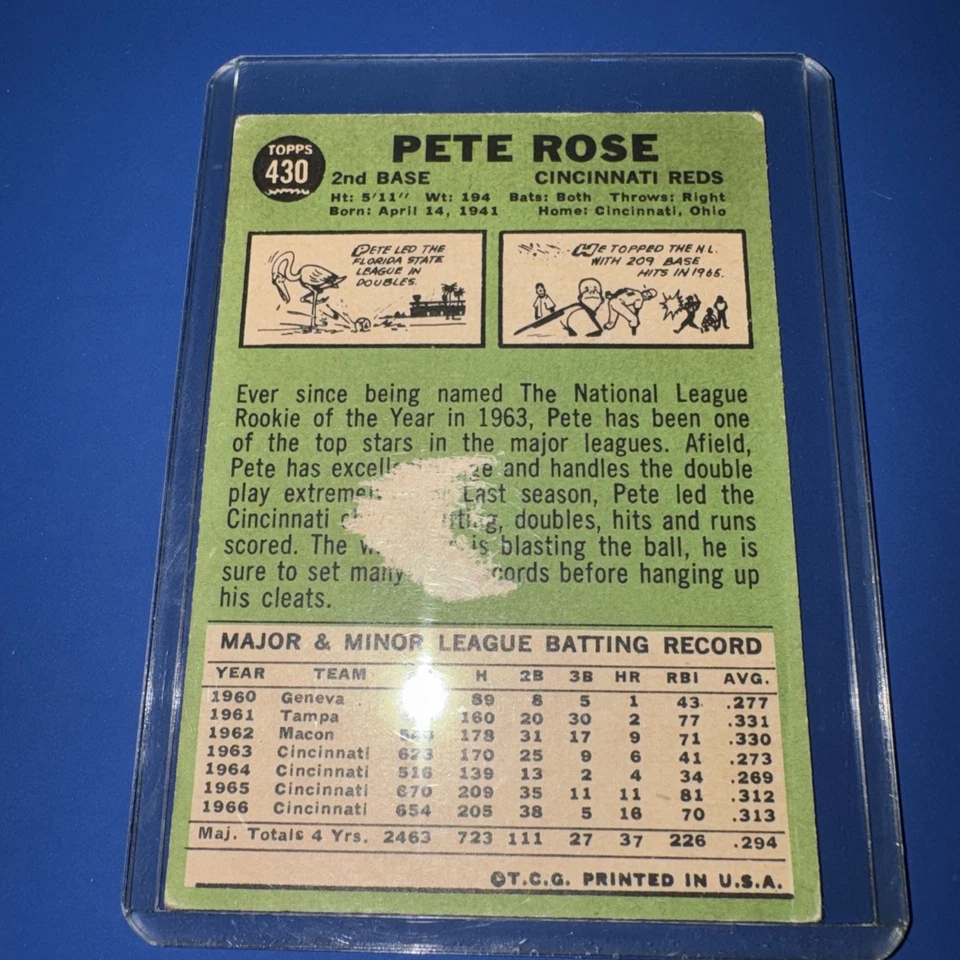 TOPPS
430
PETE ROSE
2nd BASE CINCINNATI REDS
Ht: 5'11" Wt: 194 Bats: Both Throws: Right
Born: April 14, 1941 Home: Cincinnati, Ohio
PETE LED THE
FLORIDA STATE
LEAGUE IN
DOUBLES.
HE TOPPED THE N.L.
WITH 209 BASE
HITS IN 1965.
Ever since being named The National League
Rookie of the Year in 1963, Pete has been one
of the top stars in the major leagues. Afield,
Pete has and handles the double
play Last season, Pete led the
Cincinnati doubles, hits and runs
scored. The is blasting the ball, he is
sure to set many before hanging up
his cleats.
MAJOR & MINOR LEAGUE BATTING RECORD
YEAR TEAM H 2B 3B HR RBI AVG.
1960 Geneva 89 8 5 1 43 .277
1961 Tampa 160 20 30 2 77 .331
1962 Macon 178 31 17 9 71 .330
1963 Cincinnati 623 170 25 9 6 41 .273
1964 Cincinnati 516 139 13 2 4 34 .269
1965 Cincinnati 670 209 35 11 11 81 .312
1966 Cincinnati 654 205 38 5 16 70 .313
Maj. Totals 4 Yrs. 2463 723 111 27 37 226 .294
©T.C.G. PRINTED IN U.S.A.